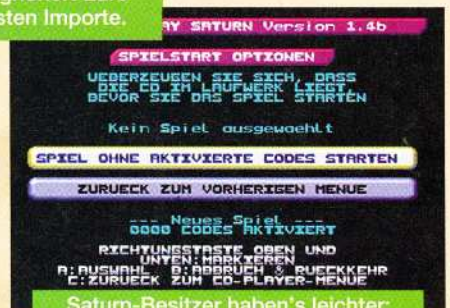 sten Importe.
AY SATURN Version 1.4b
SPIELSTART OPTIONEN
UEBERZEUGEN SIE SICH, DASS
DIE CD IM LAUFWERK LIEGT,
BEVOR SIE DAS SPIEL STARTEN
Kein Spiel ausgewaehlt
SPIEL OHNE AKTIVIERTE CODES STARTEN
ZURUECK ZUM VORHERIGEN MENUE
--- Neues Spiel ---
0000 CODES AKTIVIERT
RICHTUNGSTASTE OBEN UND
UNTEN:MARKIEREN
A:AUSWAHL B:ABBRUCH & RUECKKEHR
C:ZURUECK ZUM CD-PLAYER-MENUE
Saturn-Besitzer haben's leichter: